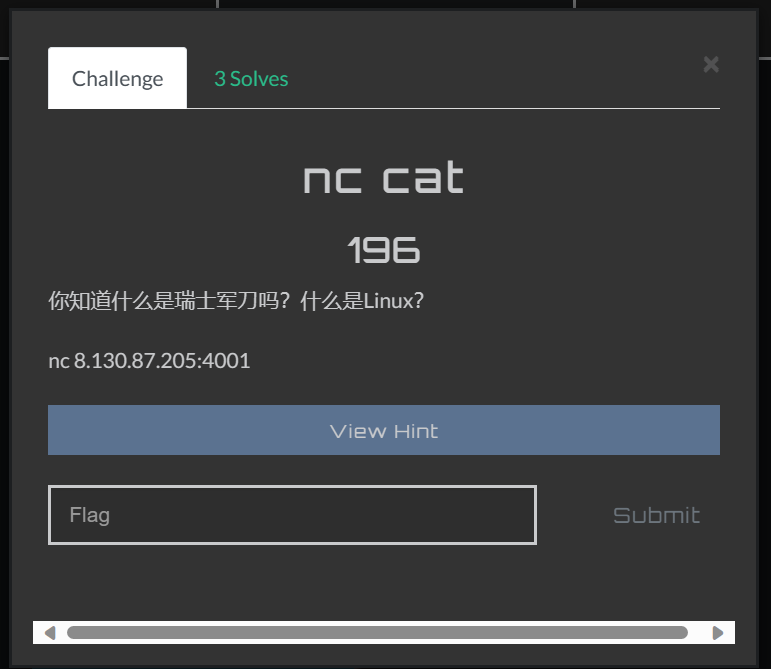 Challenge
3 Solves
×
nc cat
196
你知道什么是瑞士军刀吗？什么是Linux?
nc 8.130.87.205:4001
View Hint
Flag
Submit